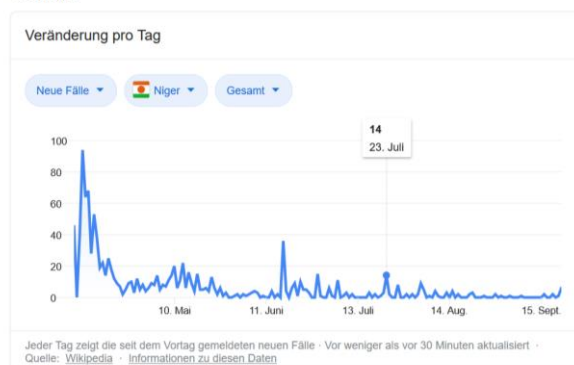 Veränderung pro Tag
Neue Fälle
Niger
Gesamt
14
23. Juli
100
80
60
40
20
0
10. Mai
11. Juni
13. Juli
14. Aug.
15. Sept.
Jeder Tag zeigt die seit dem Vortag gemeldeten neuen Fälle · Vor weniger als vor 30 Minuten aktualisiert ·
Quelle: Wikipedia · Informationen zu diesen Daten